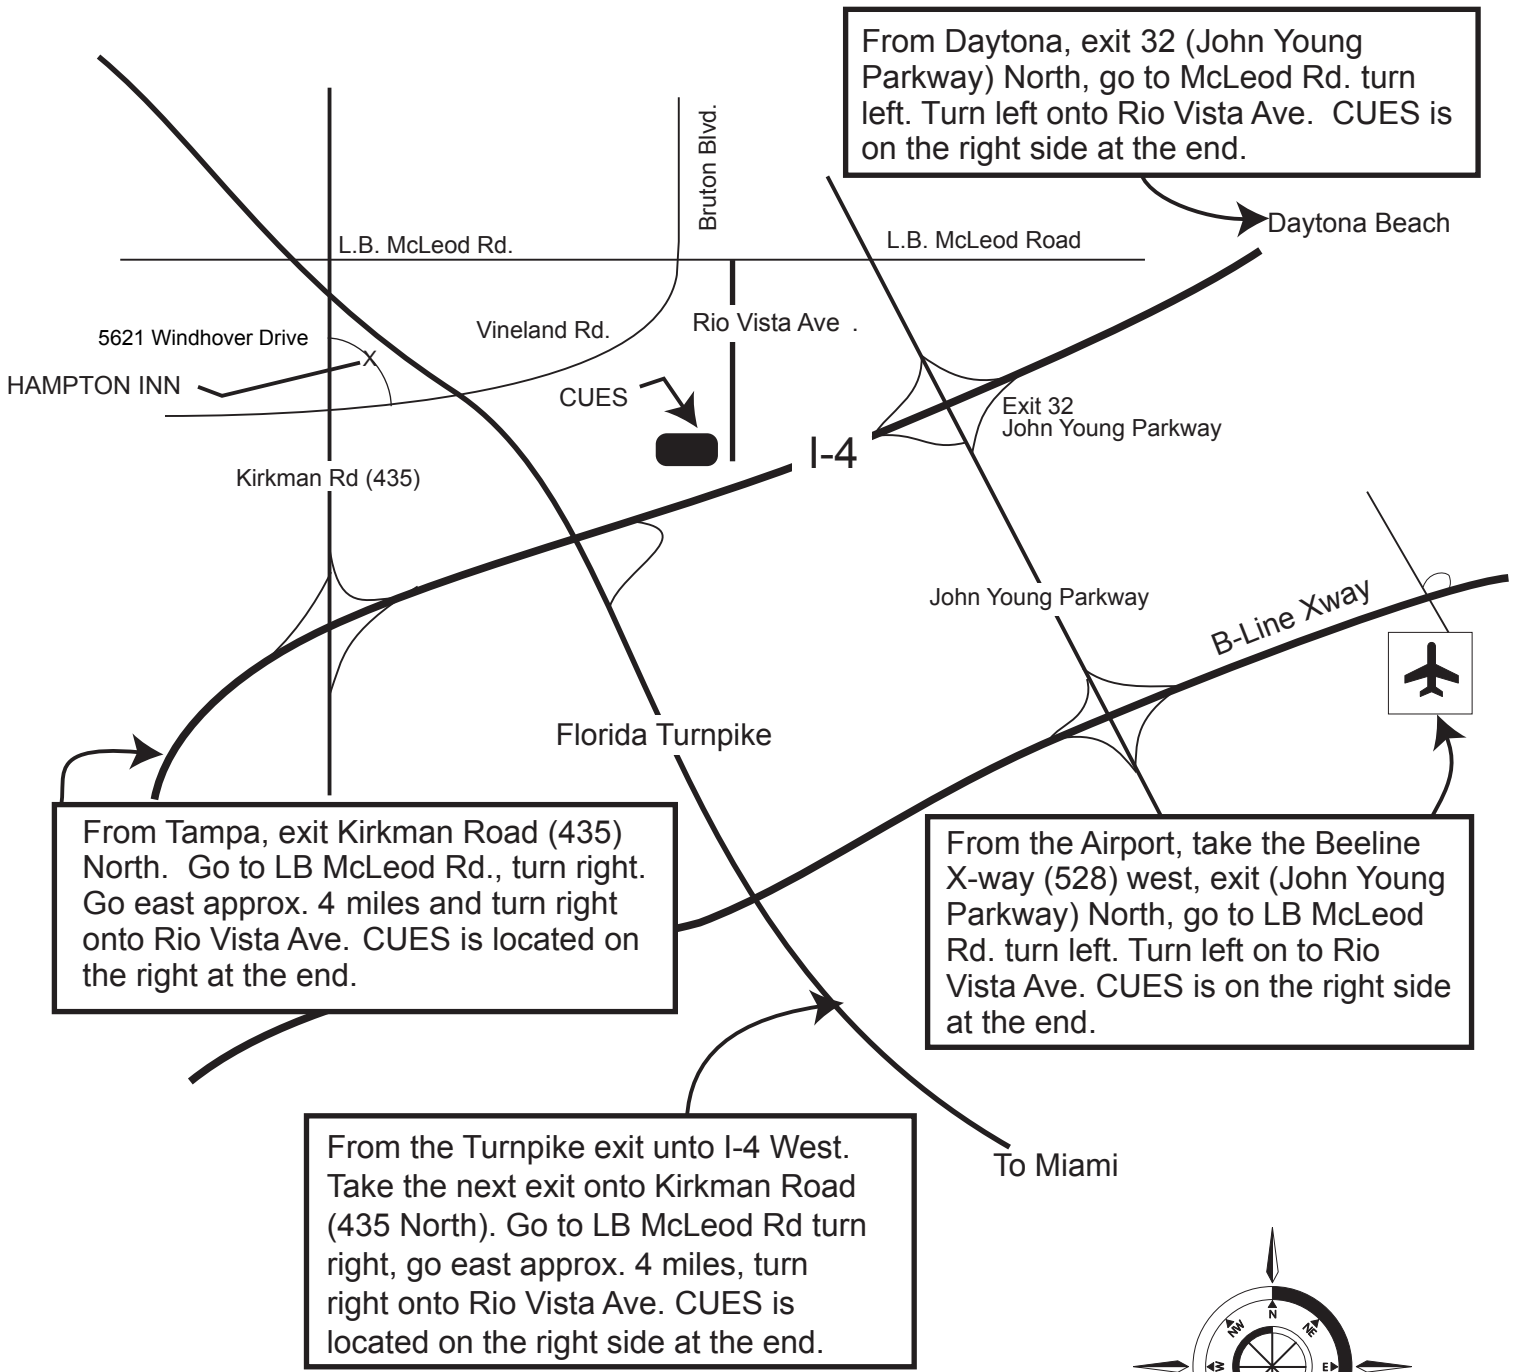 From Daytona, exit 32 (John Young
Parkway) North, go to McLeod Rd. turn
left. Turn left onto Rio Vista Ave.  CUES is
on the right side at the end.
Bruton Blvd.
Daytona Beach
L.B. McLeod Rd.
L.B. McLeod Road
5621 Windhover Drive
Vineland Rd.
Rio Vista Ave .
HAMPTON INN
X
CUES
Exit 32
John Young Parkway
I-4
Kirkman Rd (435)
John Young Parkway
B-Line Xway
Florida Turnpike
From Tampa, exit Kirkman Road (435)
North.  Go to LB McLeod Rd., turn right.
Go east approx. 4 miles and turn right
onto Rio Vista Ave. CUES is located on
the right at the end.
From the Airport, take the Beeline
X-way (528) west, exit (John Young
Parkway) North, go to LB McLeod
Rd. turn left. Turn left on to Rio
Vista Ave. CUES is on the right side
at the end.
To Miami
From the Turnpike exit unto I-4 West.
Take the next exit onto Kirkman Road
(435 North). Go to LB McLeod Rd turn
right, go east approx. 4 miles, turn
right onto Rio Vista Ave. CUES is
located on the right side at the end.
N
NW
NE
W
E